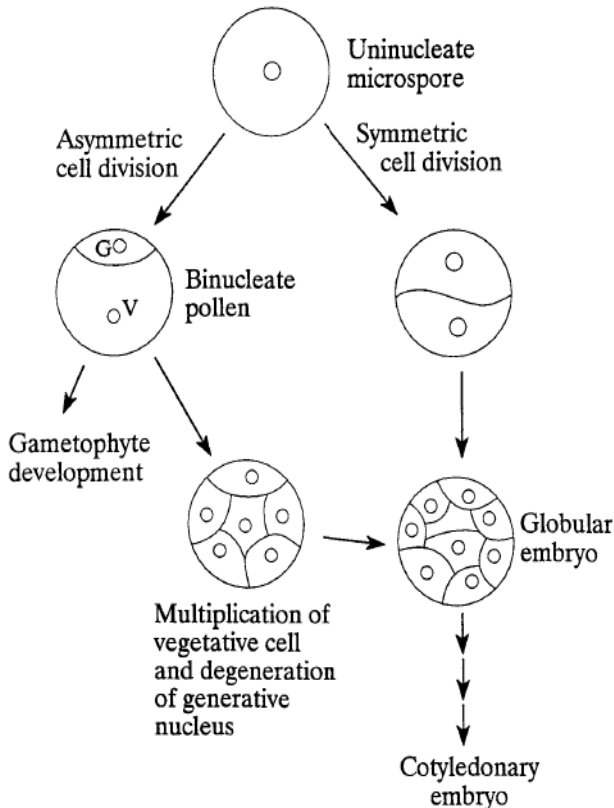 Uninucleate
microspore
Asymmetric
cell division
Symmetric
cell division
G
V
Binucleate
pollen
Gametophyte
development
Globular
embryo
Multiplication of
vegetative cell
and degeneration
of generative
nucleus
Cotyledonary
embryo